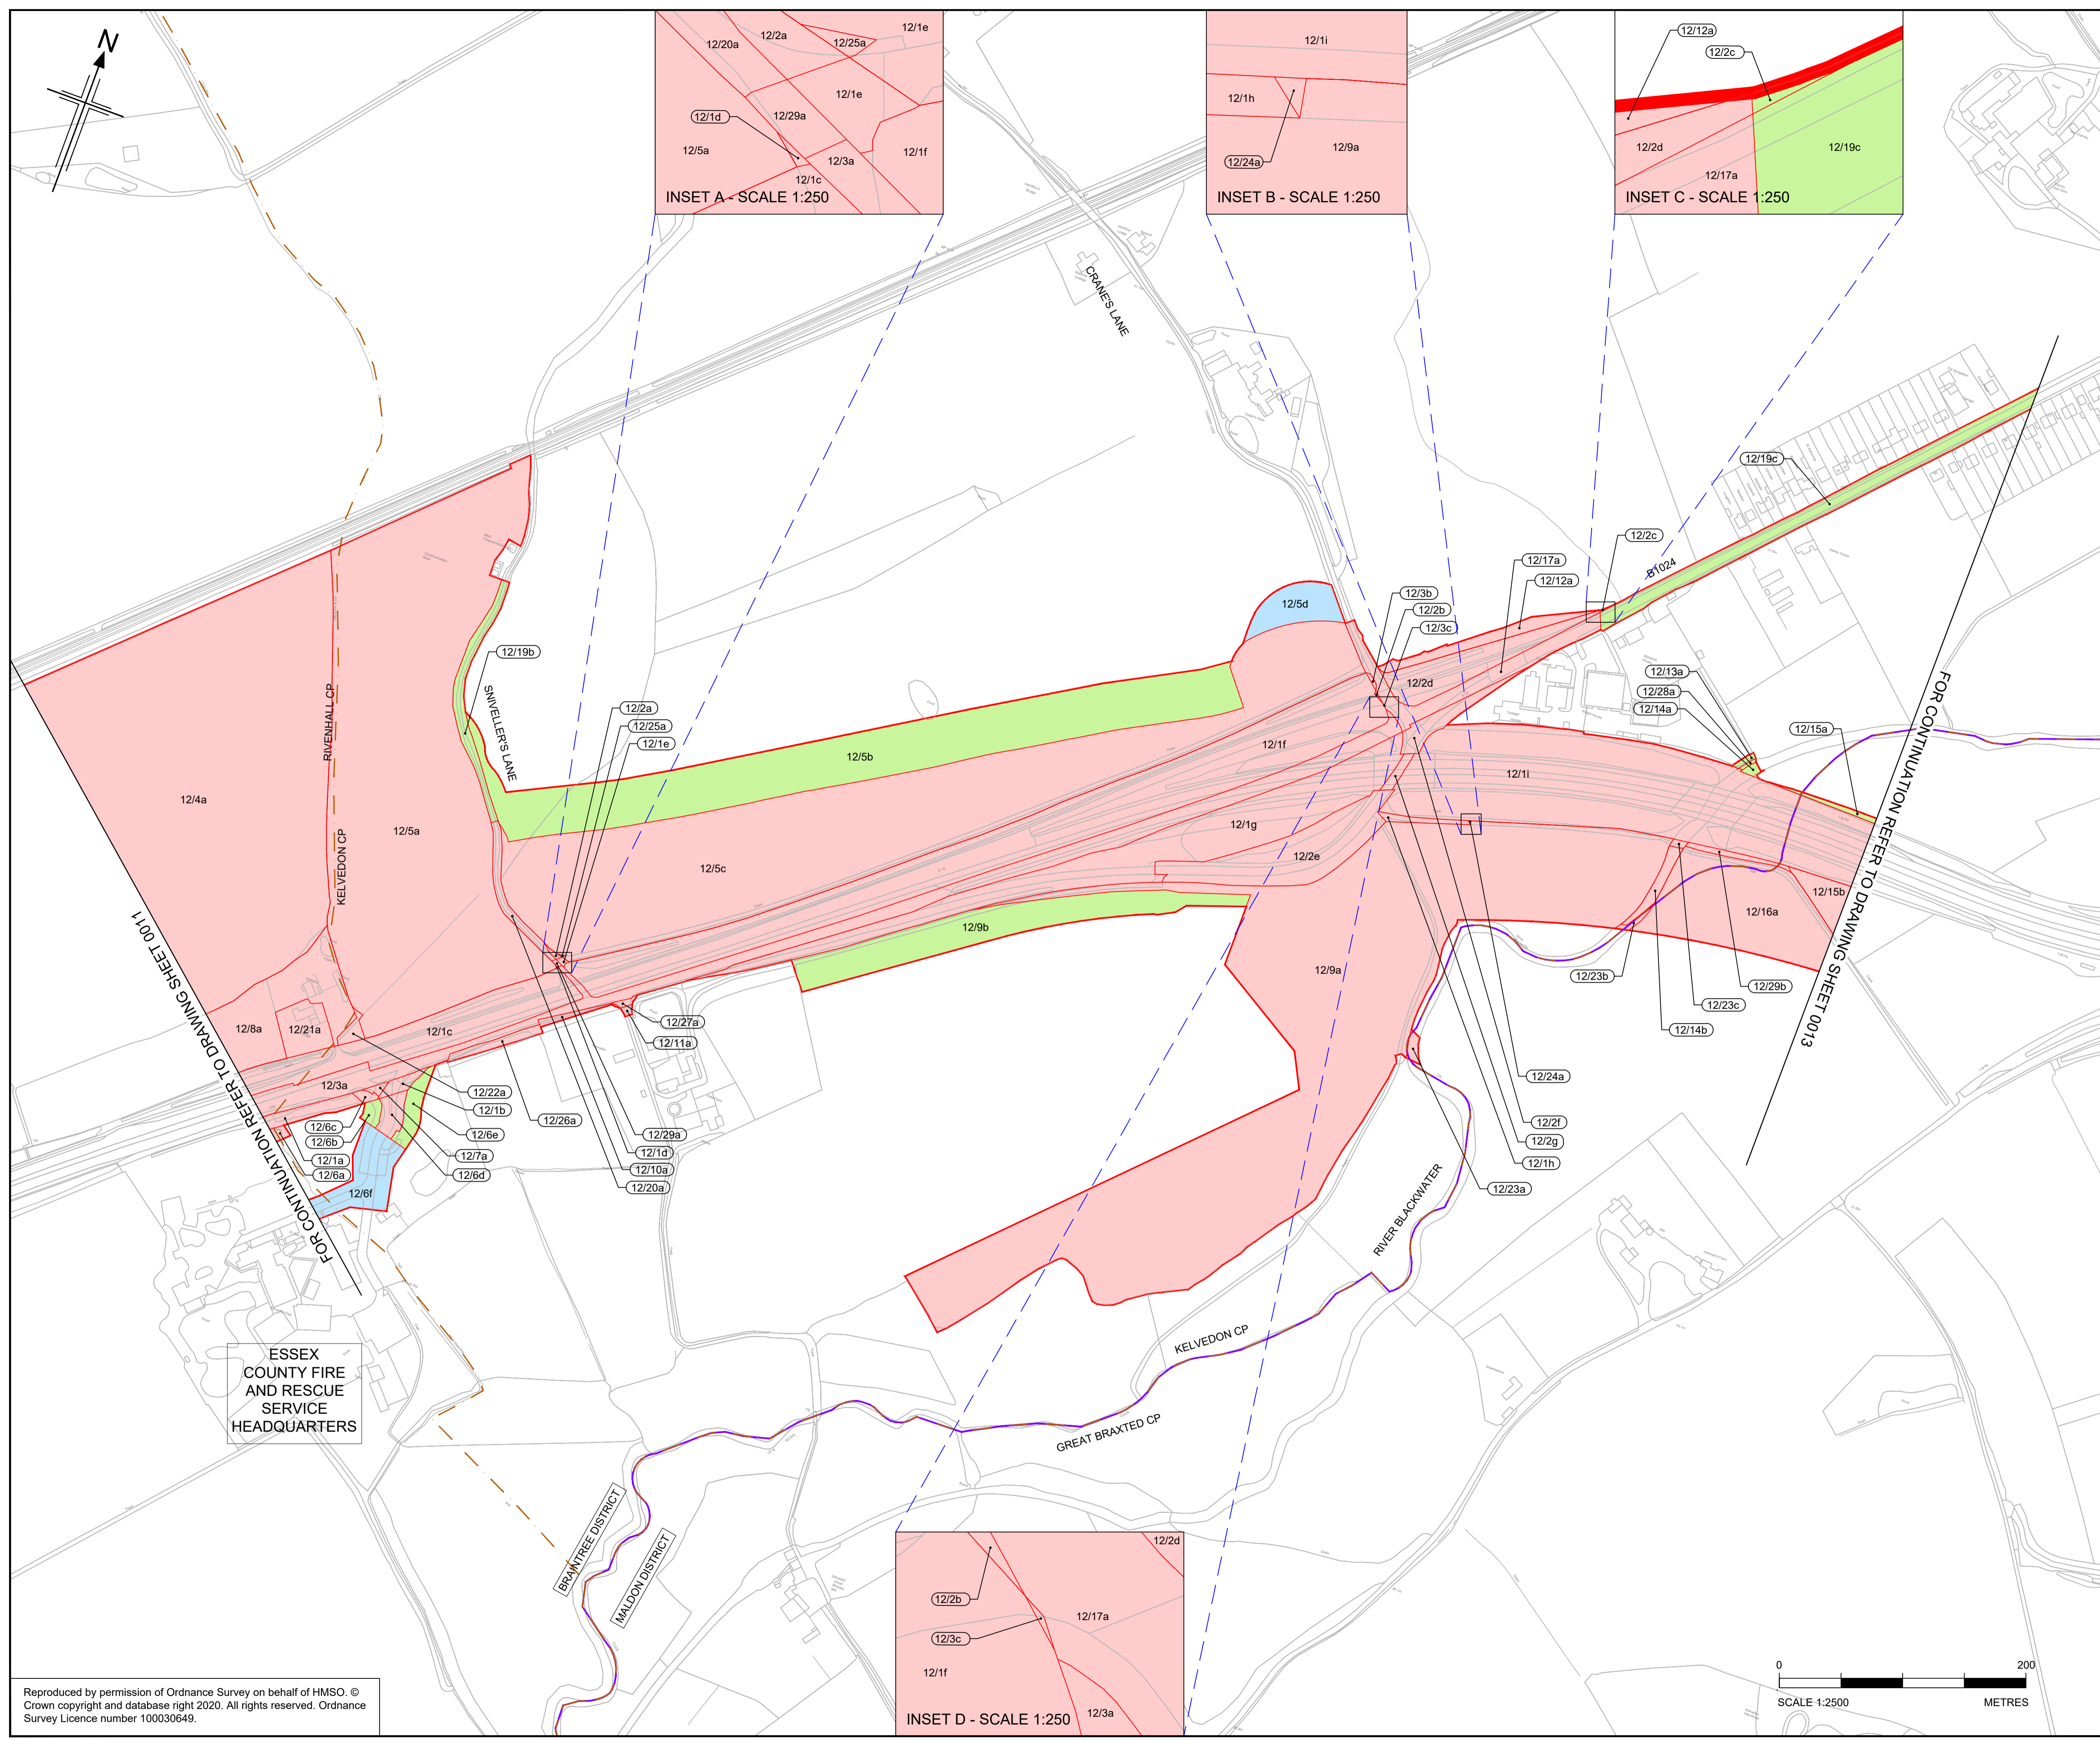 N
12/20a
12/2a
12/25a
12/1e
12/1e
12/1d
12/29a
12/5a
12/3a
12/1f
12/1c
INSET A - SCALE 1:250
12/1i
12/1h
12/24a
12/9a
INSET B - SCALE 1:250
12/12a
12/2c
12/2d
12/19c
12/17a
INSET C - SCALE 1:250
CRANE'S LANE
12/19c
B1024
12/2c
12/17a
12/12a
12/5d
12/3b
12/2b
12/3c
12/19b
SNIVELLER'S LANE
RIVENHALL CP
KELVEDON CP
12/2a
12/25a
12/1e
12/2d
12/13a
12/28a
12/14a
12/15a
12/5b
12/1f
12/1i
12/4a
12/5a
12/5c
12/1g
12/2e
12/15b
12/16a
12/9b
12/9a
12/23b
12/29b
12/23c
12/14b
12/8a
12/21a
12/1c
12/27a
12/11a
12/3a
12/22a
12/1b
12/6e
12/7a
12/6d
12/6c
12/6b
12/1a
12/6a
12/6f
12/26a
12/29a
12/1d
12/10a
12/20a
12/24a
12/2f
12/2g
12/1h
12/23a
FOR CONTINUATION REFER TO DRAWING SHEET 0011
FOR CONTINUATION REFER TO DRAWING SHEET 0013
RIVER BLACKWATER
KELVEDON CP
GREAT BRAXTED CP
ESSEX
COUNTY FIRE
AND RESCUE
SERVICE
HEADQUARTERS
BRAINTREE DISTRICT
MALDON DISTRICT
12/2d
12/2b
12/17a
12/3c
12/1f
12/3a
INSET D - SCALE 1:250
0
200
SCALE 1:2500
METRES
Reproduced by permission of Ordnance Survey on behalf of HMSO. ©
Crown copyright and database right 2020. All rights reserved. Ordnance
Survey Licence number 100030649.